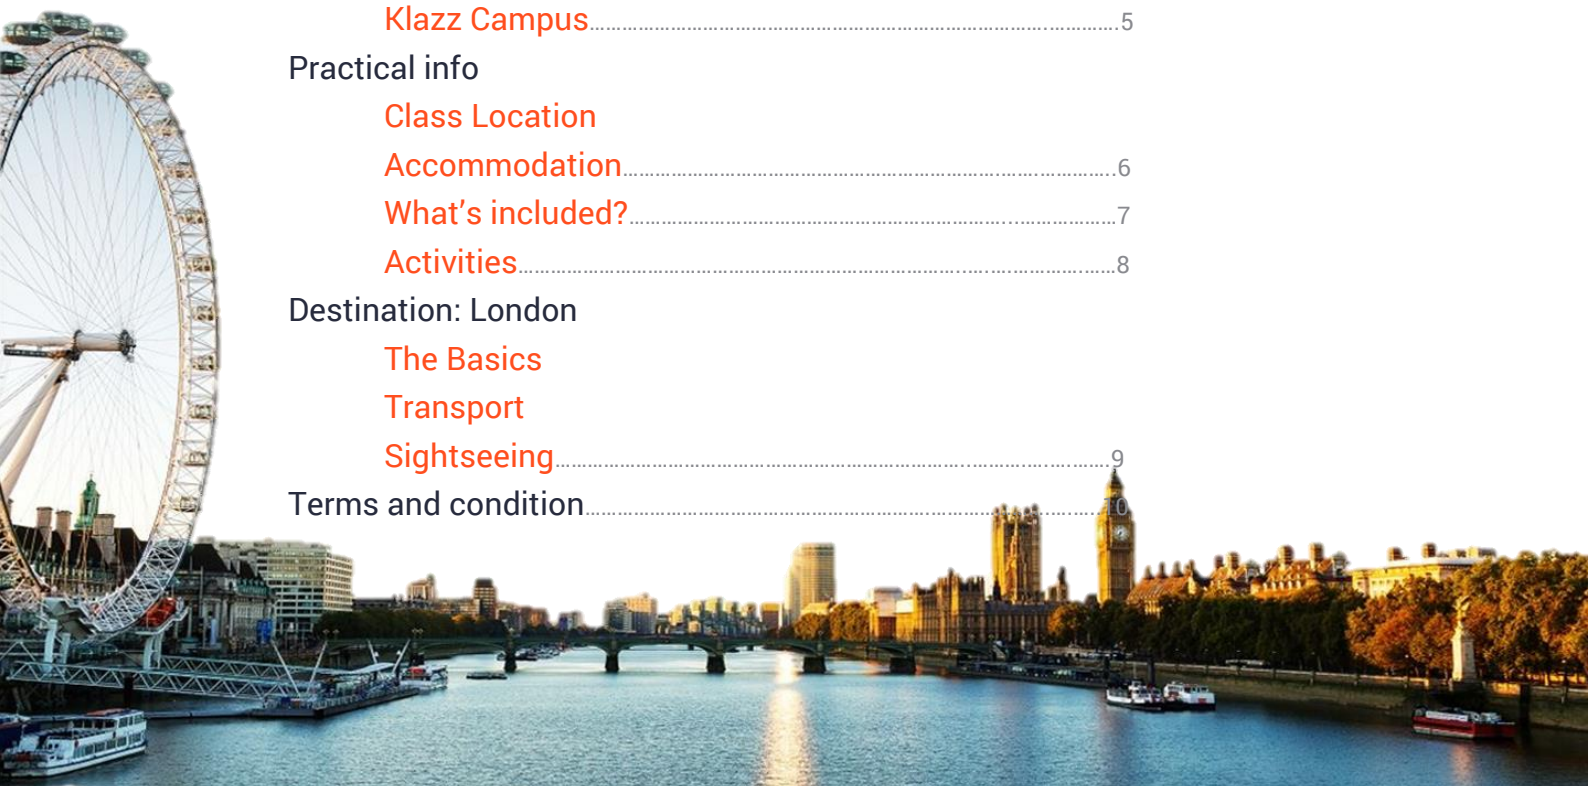 Klazz Campus........................................5
Practical info
Class Location
Accommodation........................................6
What’s included?........................................7
Activities........................................8
Destination: London
The Basics
Transport
Sightseeing........................................9
Terms and condition........................................10